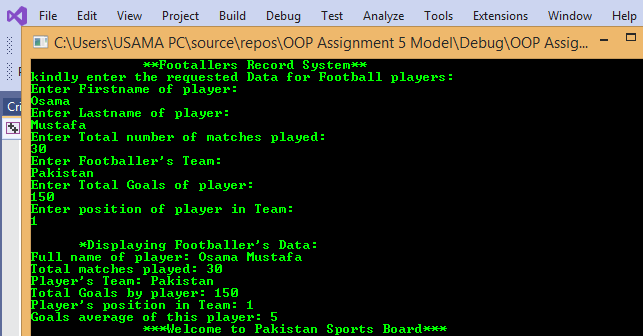 File Edit View Git Project Build Debug Test Analyze Tools Extensions Window Help
C:\Users\USAMA PC\source\repos\OOP Assignment 5 Model\Debug\OOP Assig...
**Footallers Record System**
kindly enter the requested Data for Football players:
Enter Firstname of player:
Osama
Enter Lastname of player:
Mustafa
Enter Total number of matches played:
30
Enter Footballer's Team:
Pakistan
Enter Total Goals of player:
150
Enter position of player in Team:
1
*Displaying Footballer's Data:
Full name of player: Osama Mustafa
Total matches played: 30
Player's Team: Pakistan
Total Goals by player: 150
Player's position in Team: 1
Goals average of this player: 5
***Welcome to Pakistan Sports Board***